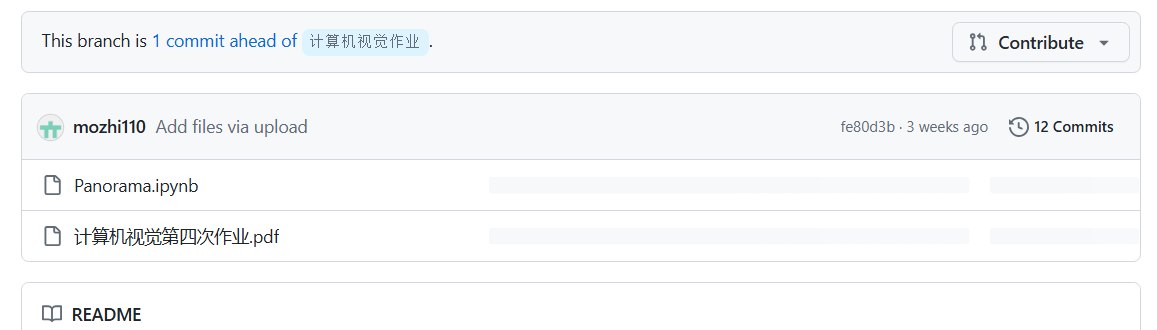 This branch is 1 commit ahead of 计算机视觉作业.
Contribute
mozhi110 Add files via upload
fe80d3b · 3 weeks ago
12 Commits
Panorama.ipynb
计算机视觉第四次作业.pdf
README